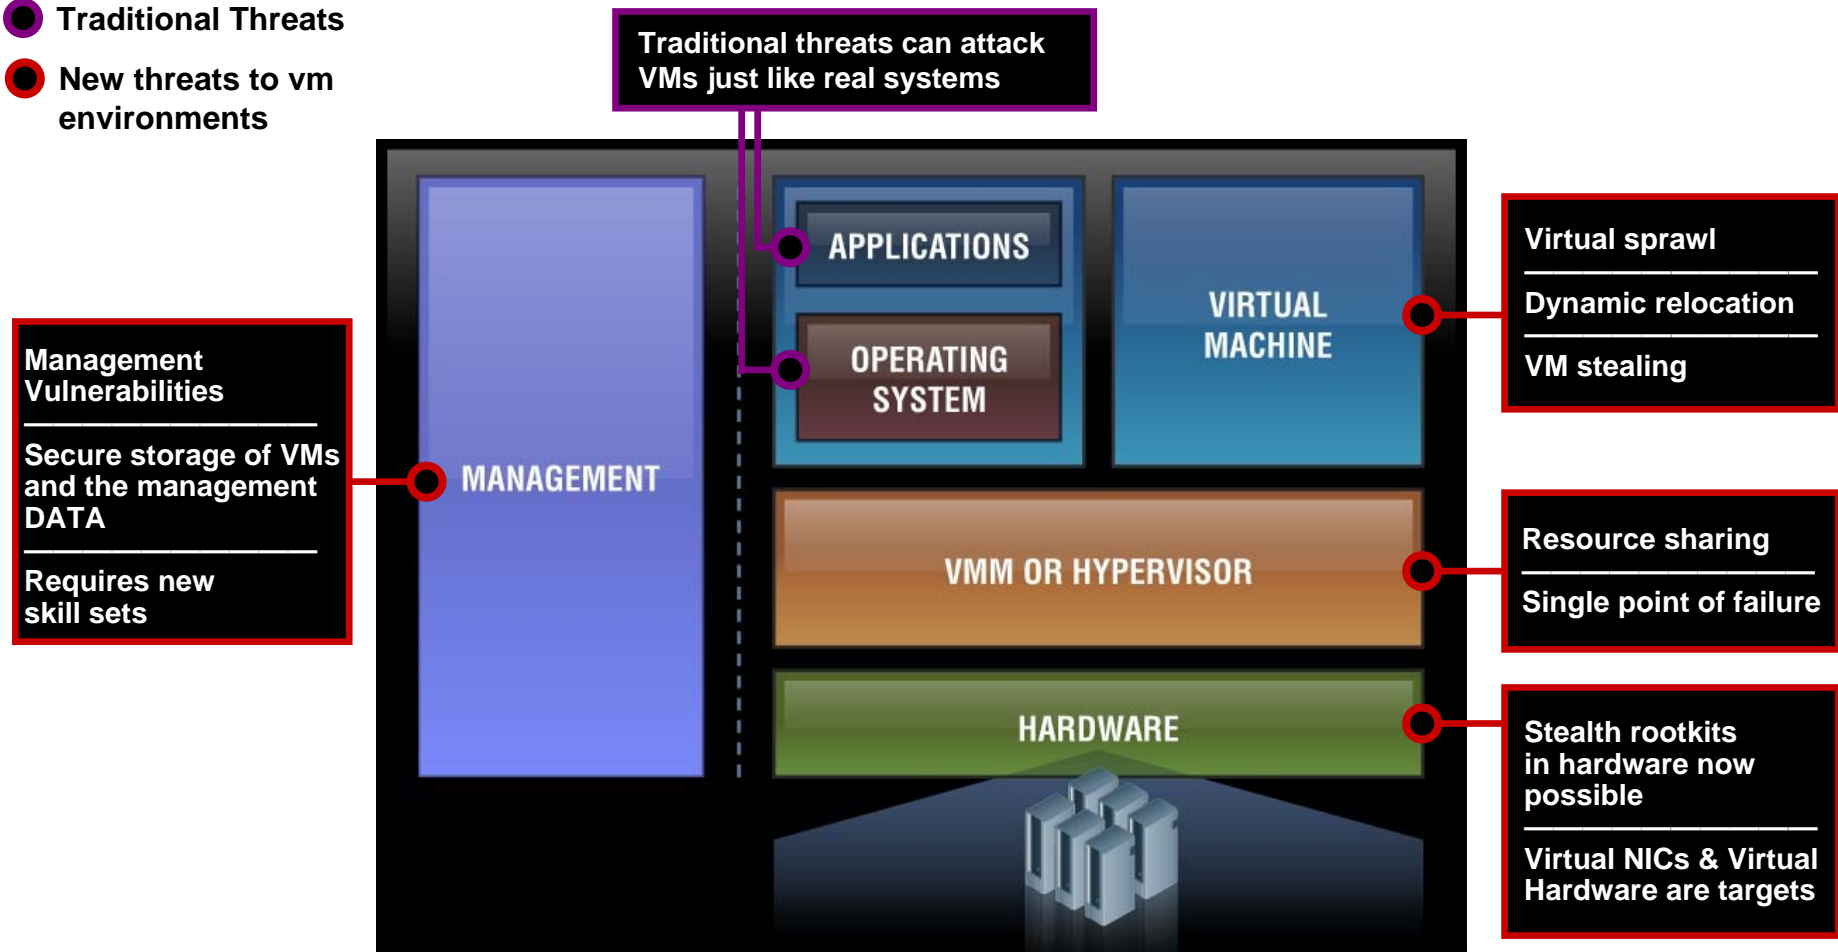 Traditional Threats
New threats to vm
environments
Traditional threats can attack
VMs just like real systems
MANAGEMENT
APPLICATIONS
OPERATING
SYSTEM
VIRTUAL
MACHINE
VMM OR HYPERVISOR
HARDWARE
Management
Vulnerabilities
Secure storage of VMs
and the management
DATA
Requires new
skill sets
Virtual sprawl
Dynamic relocation
VM stealing
Resource sharing
Single point of failure
Stealth rootkits
in hardware now
possible
Virtual NICs & Virtual
Hardware are targets